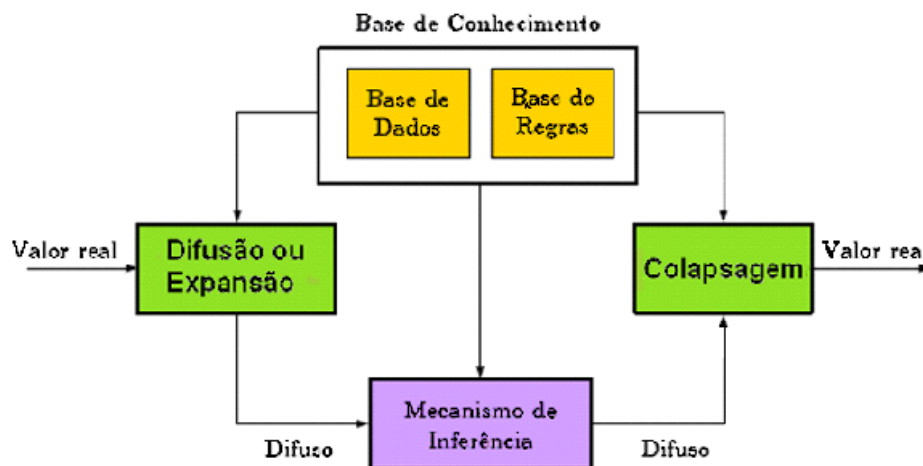 Base de Conhecimento
Base de
Dados
Base de
Regras
Valor real
Difusão ou
Expansão
Colapsagem
Valor rea
Mecanismo de
Inferência
Difuso
Difuso